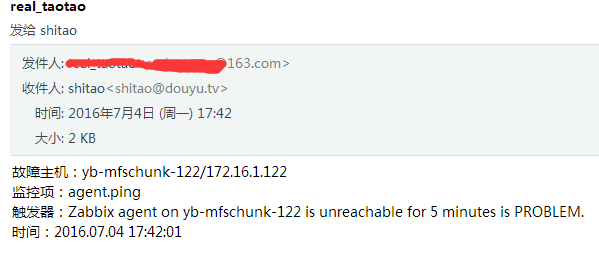 real_taotao
发给 shitao
发件人: @163.com>
收件人: shitao<shitao@douyu.tv>
时间: 2016年7月4日 (周一) 17:42
大小: 2 KB
故障主机：yb-mfschunk-122/172.16.1.122
监控项：agent.ping
触发器：Zabbix agent on yb-mfschunk-122 is unreachable for 5 minutes is PROBLEM.
时间：2016.07.04 17:42:01